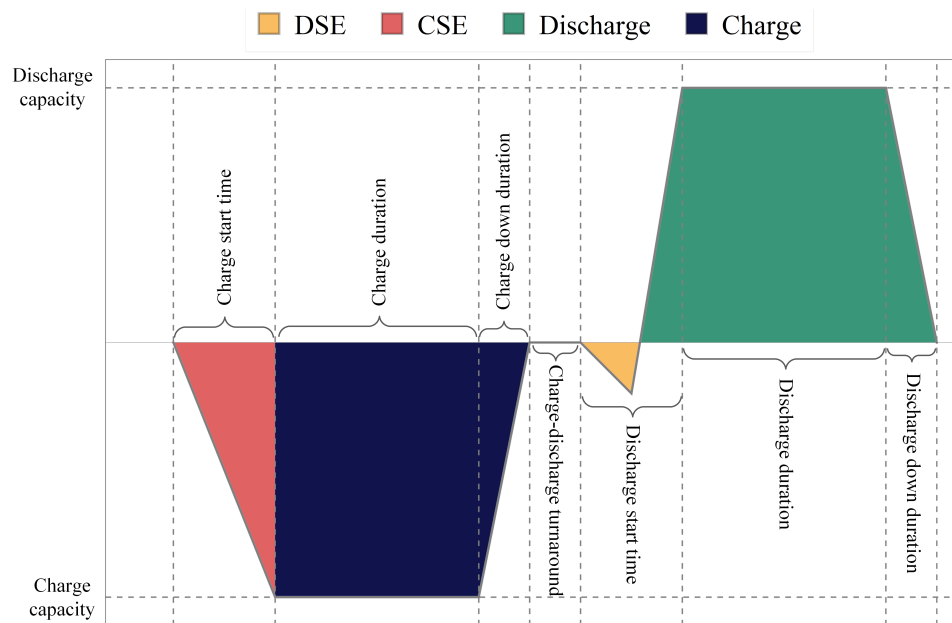 DSE
CSE
Discharge
Charge
Discharge
capacity
Charge start time
Charge duration
Charge down duration
Charge-discharge turnaround
Discharge start time
Discharge duration
Discharge down duration
Charge
capacity